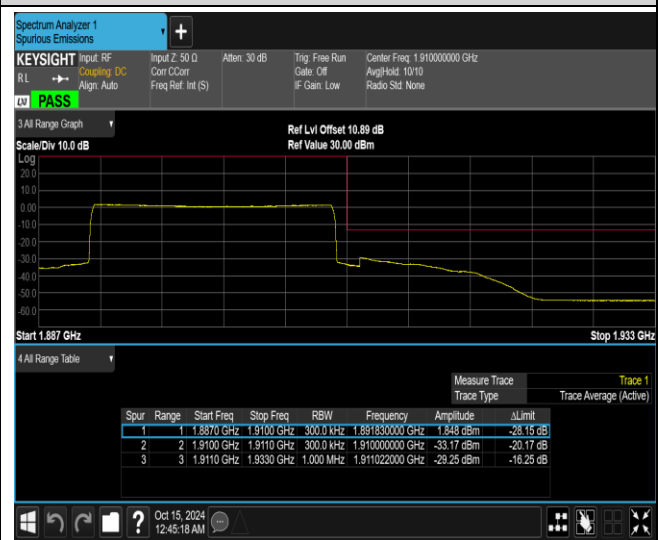 Spectrum Analyzer 1
Spurious Emissions
+
KEYSIGHT Input: RF Input Z: 50 Ω Atten: 30 dB Trig: Free Run Center Freq: 1.910000000 GHz
RL Coupling: DC Corr CCorr Gate: Off Avg|Hold: 10/10
Align: Auto Freq Ref: Int (S) IF Gain: Low Radio Std: None
LXI PASS
3 All Range Graph
Ref Lvl Offset 10.89 dB
Scale/Div 10.0 dB Ref Value 30.00 dBm
Log
20.0
10.0
0.00
-10.0
-20.0
-30.0
-40.0
-50.0
-60.0
Start 1.887 GHz Stop 1.933 GHz
4 All Range Table
Measure Trace Trace 1
Trace Type Trace Average (Active)
Spur Range Start Freq Stop Freq RBW Frequency Amplitude ΔLimit
1 1 1.8870 GHz 1.9100 GHz 300.0 kHz 1.891830000 GHz 1.848 dBm -28.15 dB
2 2 1.9100 GHz 1.9110 GHz 300.0 kHz 1.910000000 GHz -33.17 dBm -20.17 dB
3 3 1.9110 GHz 1.9330 GHz 1.000 MHz 1.911022000 GHz -29.25 dBm -16.25 dB
? Oct 15, 2024
12:45:18 AM